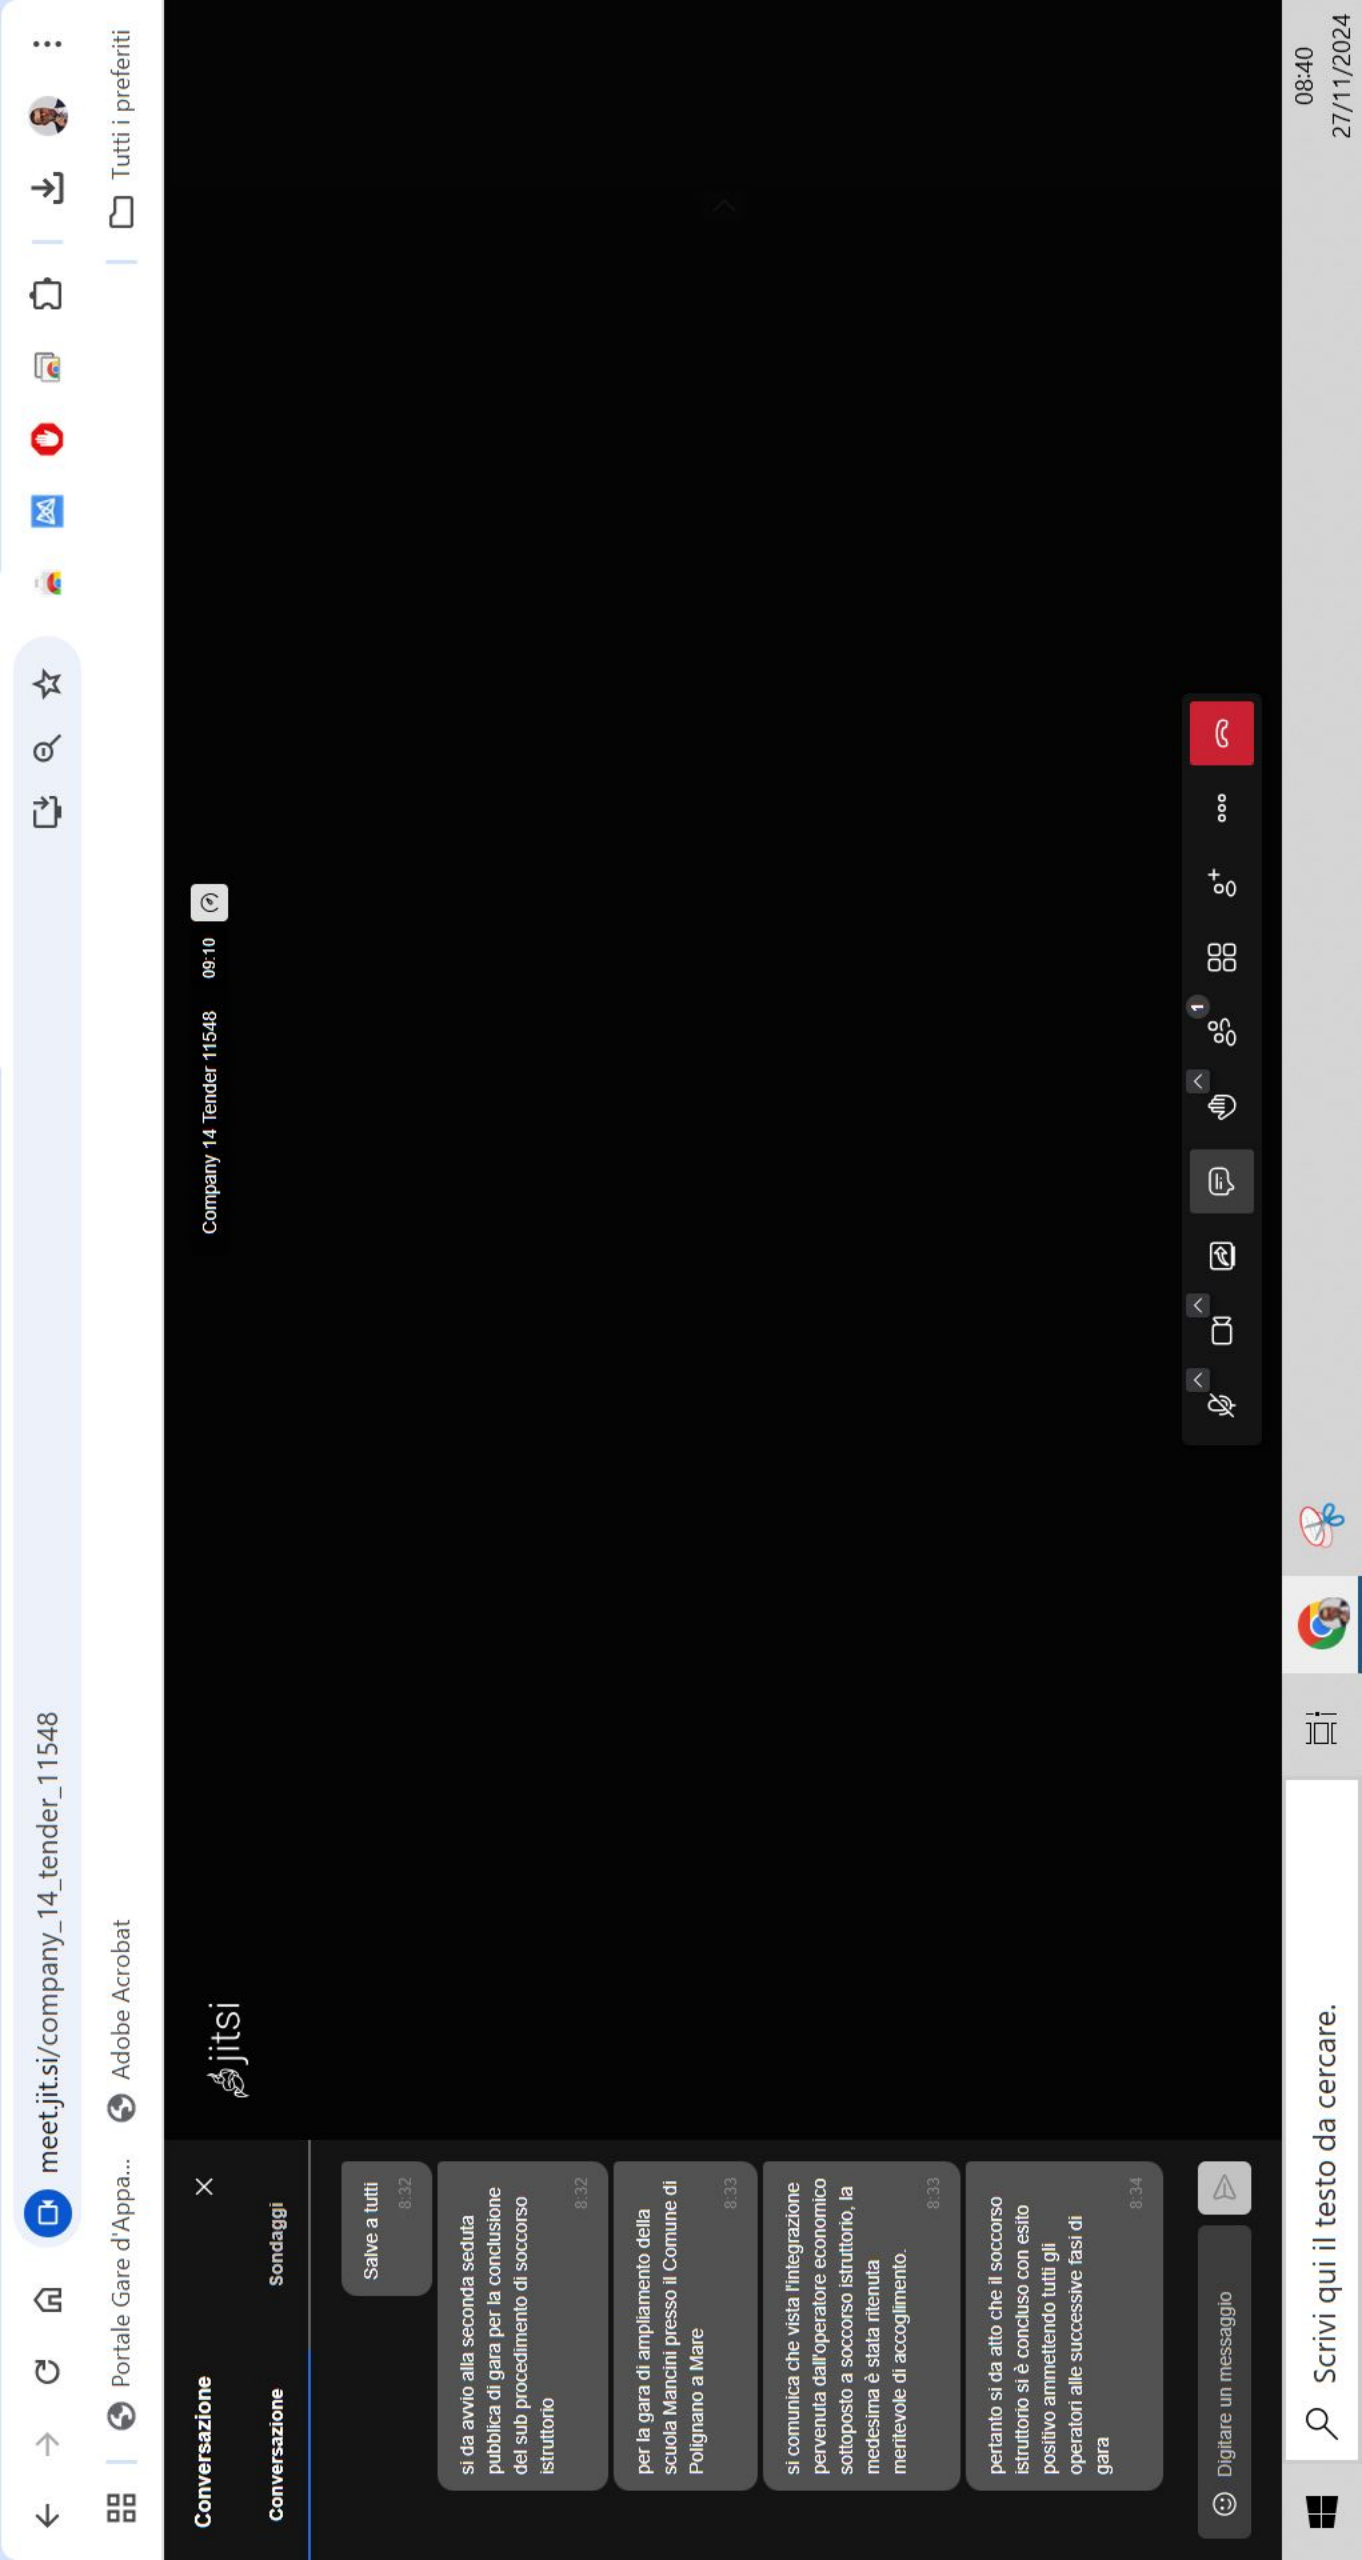 meet.jit.si/company_14_tender_11548
Portale Gare d'Appa...
Adobe Acrobat
Tutti i preferiti
Conversazione
Conversazione
Sondaggi
Salve a tutti
8:32
si da avvio alla seconda seduta
pubblica di gara per la conclusione
del sub procedimento di soccorso
istruttorio
8:32
per la gara di ampliamento della
scuola Mancini presso il Comune di
Polignano a Mare
8:33
si comunica che vista l'integrazione
pervenuta dall'operatore economico
sottoposto a soccorso istruttorio, la
medesima è stata ritenuta
meritevole di accoglimento.
8:33
pertanto si da atto che il soccorso
istruttorio si è concluso con esito
positivo ammettendo tutti gli
operatori alle successive fasi di
gara
8:34
Digitare un messaggio
jitsi
Company 14 Tender 11548
09:10
1
Scrivi qui il testo da cercare.
08:40
27/11/2024